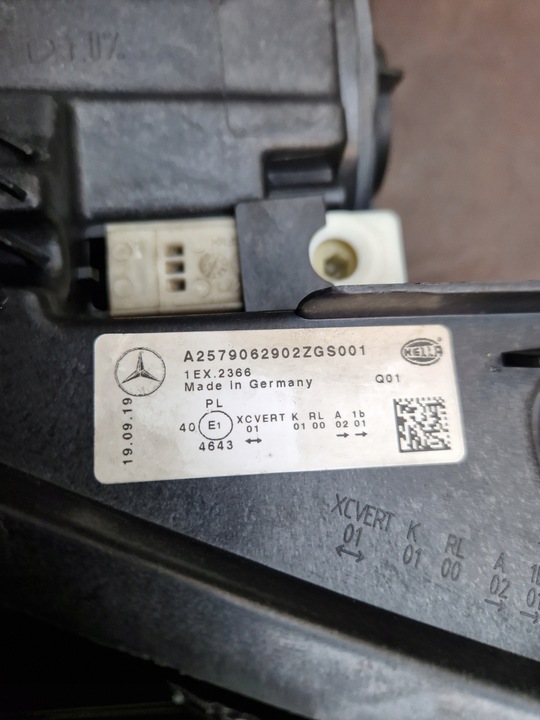 A2579062902ZGS001
HELLA
1EX.2366
Made in Germany
Q01
19.09.19
PL
40 E1 XCVERT K RL A 1b
01 01 00 02 01
4643 ↔ → →
XCVERT K RL A
01 01 00 02 01
↔ → →